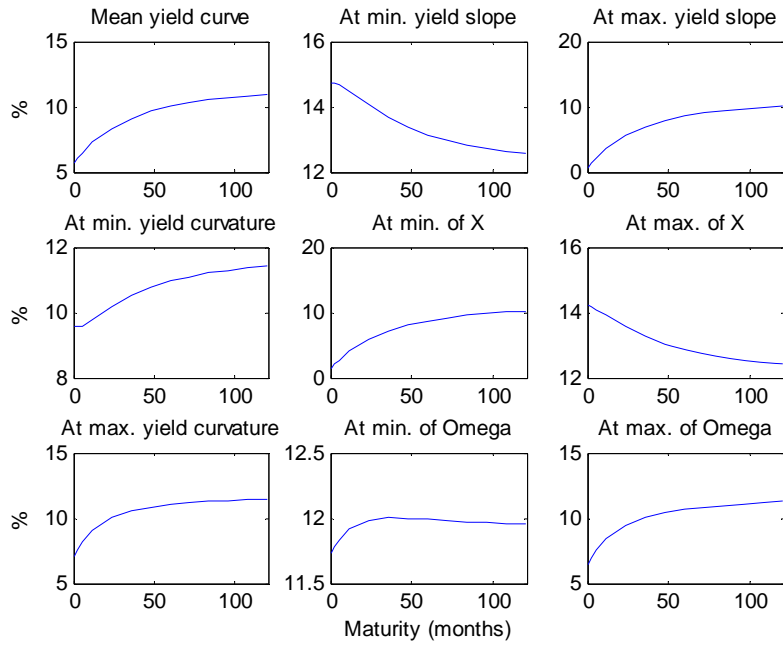 Mean yield curve
At min. yield slope
At max. yield slope
15
16
20
%
10
14
10
5
12
0
0 50 100
0 50 100
0 50 100
At min. yield curvature
At min. of X
At max. of X
12
20
16
%
10
10
14
8
0
12
0 50 100
0 50 100
0 50 100
At max. yield curvature
At min. of Omega
At max. of Omega
15
12.5
15
%
10
12
10
5
11.5
5
0 50 100
0 50 100
0 50 100
Maturity (months)